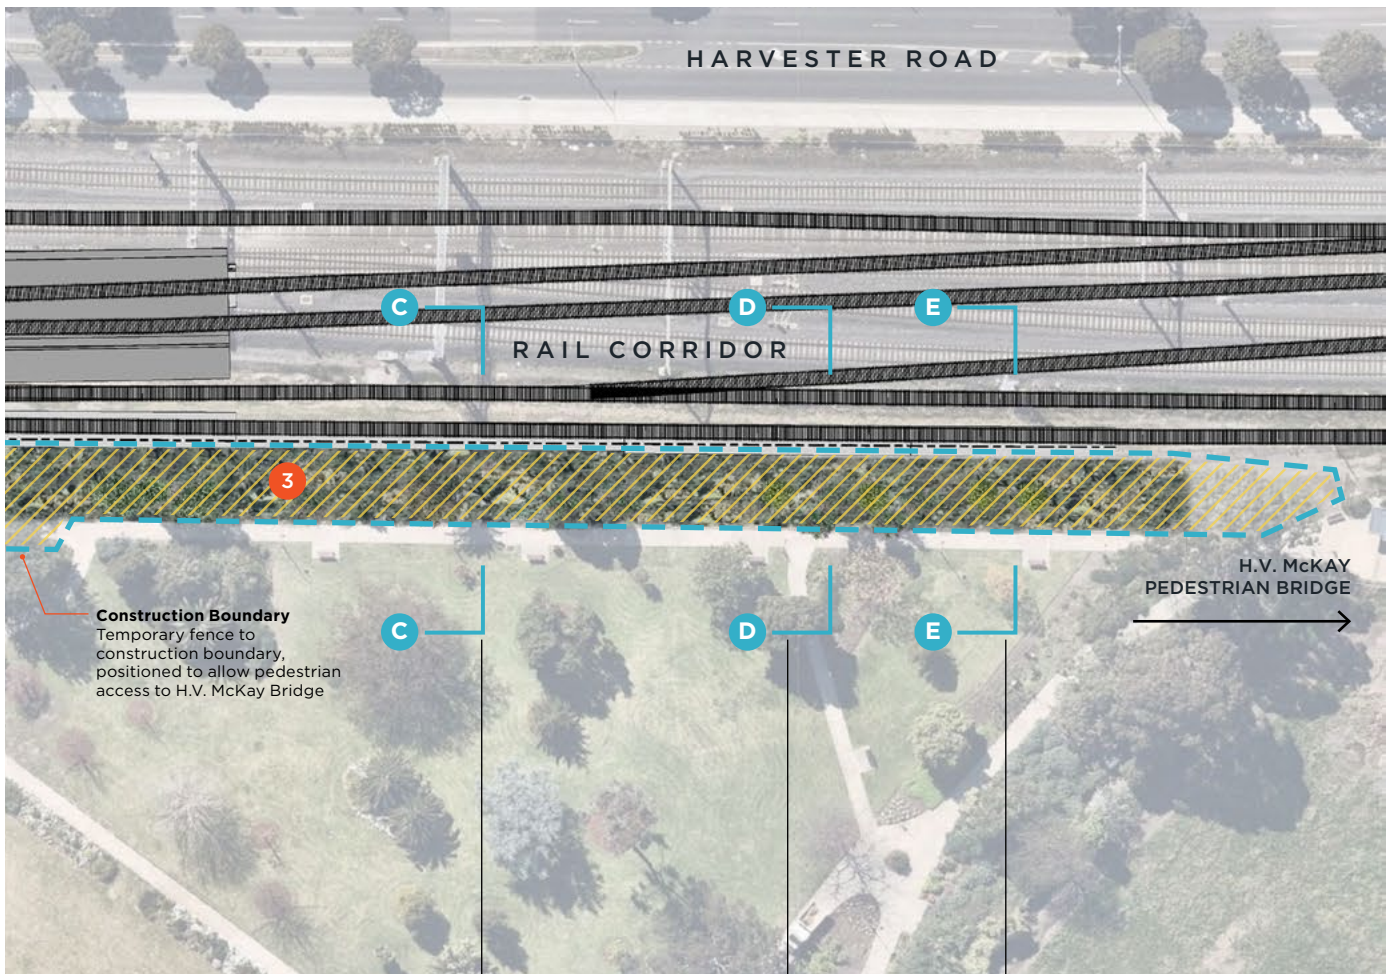 HARVESTER ROAD
C
D
E
RAIL CORRIDOR
3
H.V. McKAY
PEDESTRIAN BRIDGE
Construction Boundary
Temporary fence to
construction boundary,
positioned to allow pedestrian
access to H.V. McKay Bridge
C
D
E